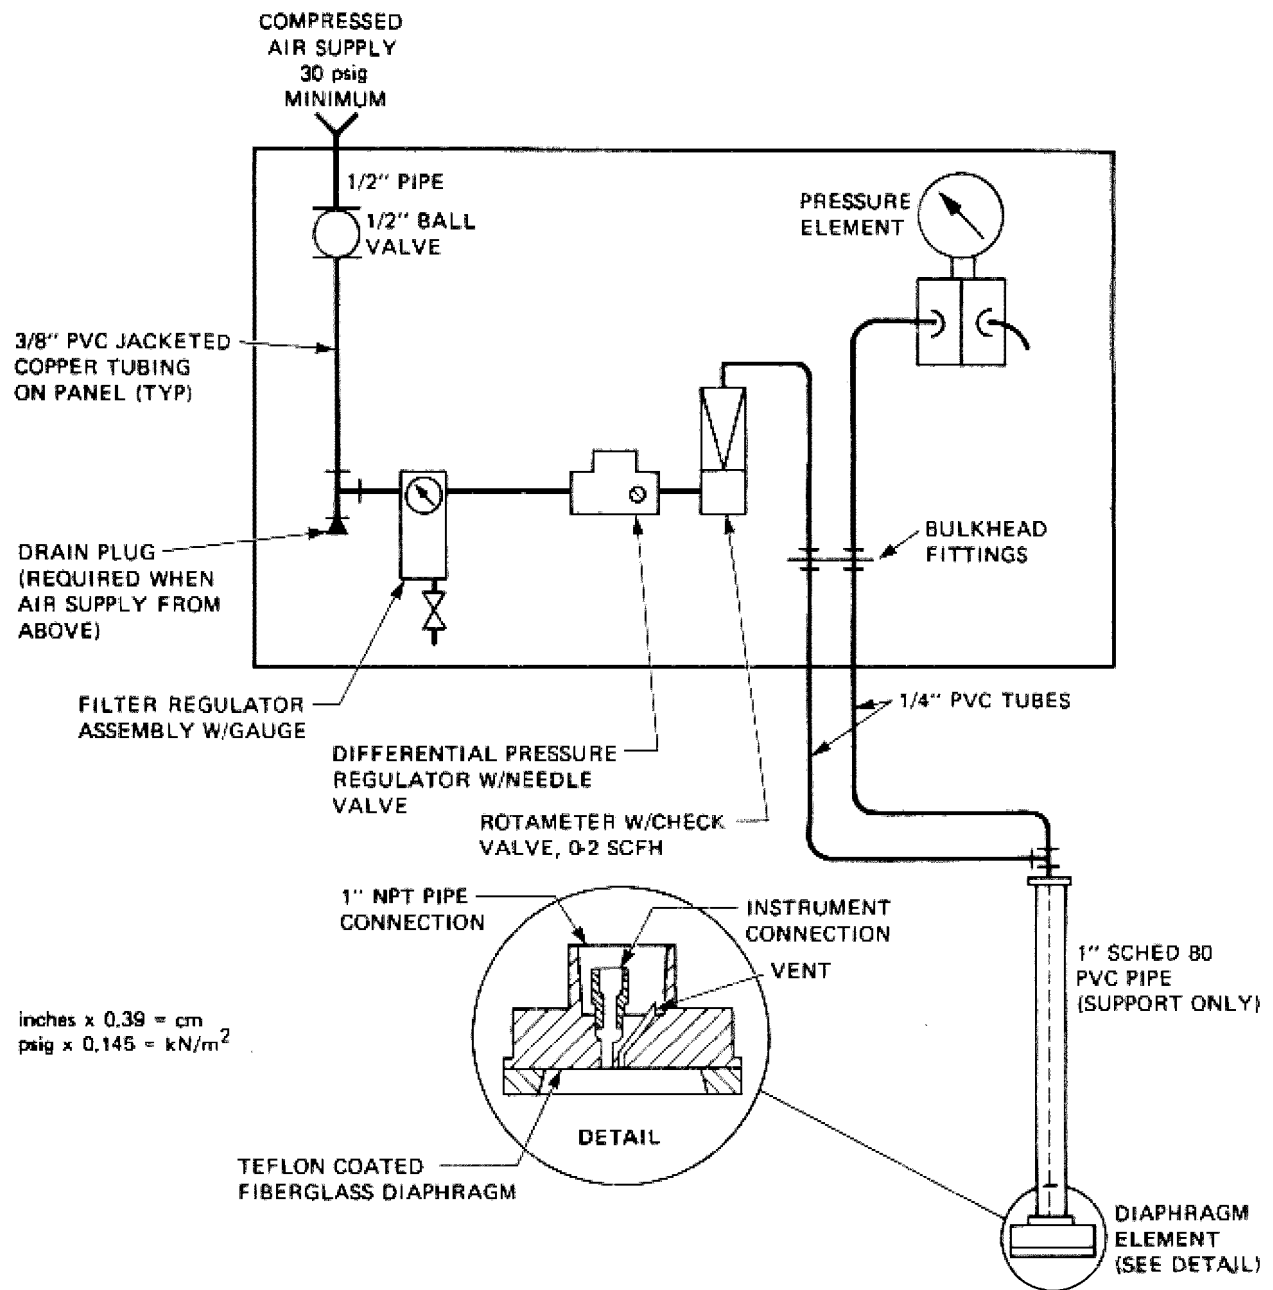 COMPRESSED
AIR SUPPLY
30 psig
MINIMUM
1/2" PIPE
1/2" BALL
VALVE
PRESSURE
ELEMENT
3/8" PVC JACKETED
COPPER TUBING
ON PANEL (TYP)
DRAIN PLUG
(REQUIRED WHEN
AIR SUPPLY FROM
ABOVE)
BULKHEAD
FITTINGS
FILTER REGULATOR
ASSEMBLY W/GAUGE
DIFFERENTIAL PRESSURE
REGULATOR W/NEEDLE
VALVE
1/4" PVC TUBES
ROTAMETER W/CHECK
VALVE, 0-2 SCFH
1" NPT PIPE
CONNECTION
INSTRUMENT
CONNECTION
VENT
1" SCHED 80
PVC PIPE
(SUPPORT ONLY)
inches x 0.39 = cm
psig x 0.145 = kN/m²
DETAIL
TEFLON COATED
FIBERGLASS DIAPHRAGM
DIAPHRAGM
ELEMENT
(SEE DETAIL)